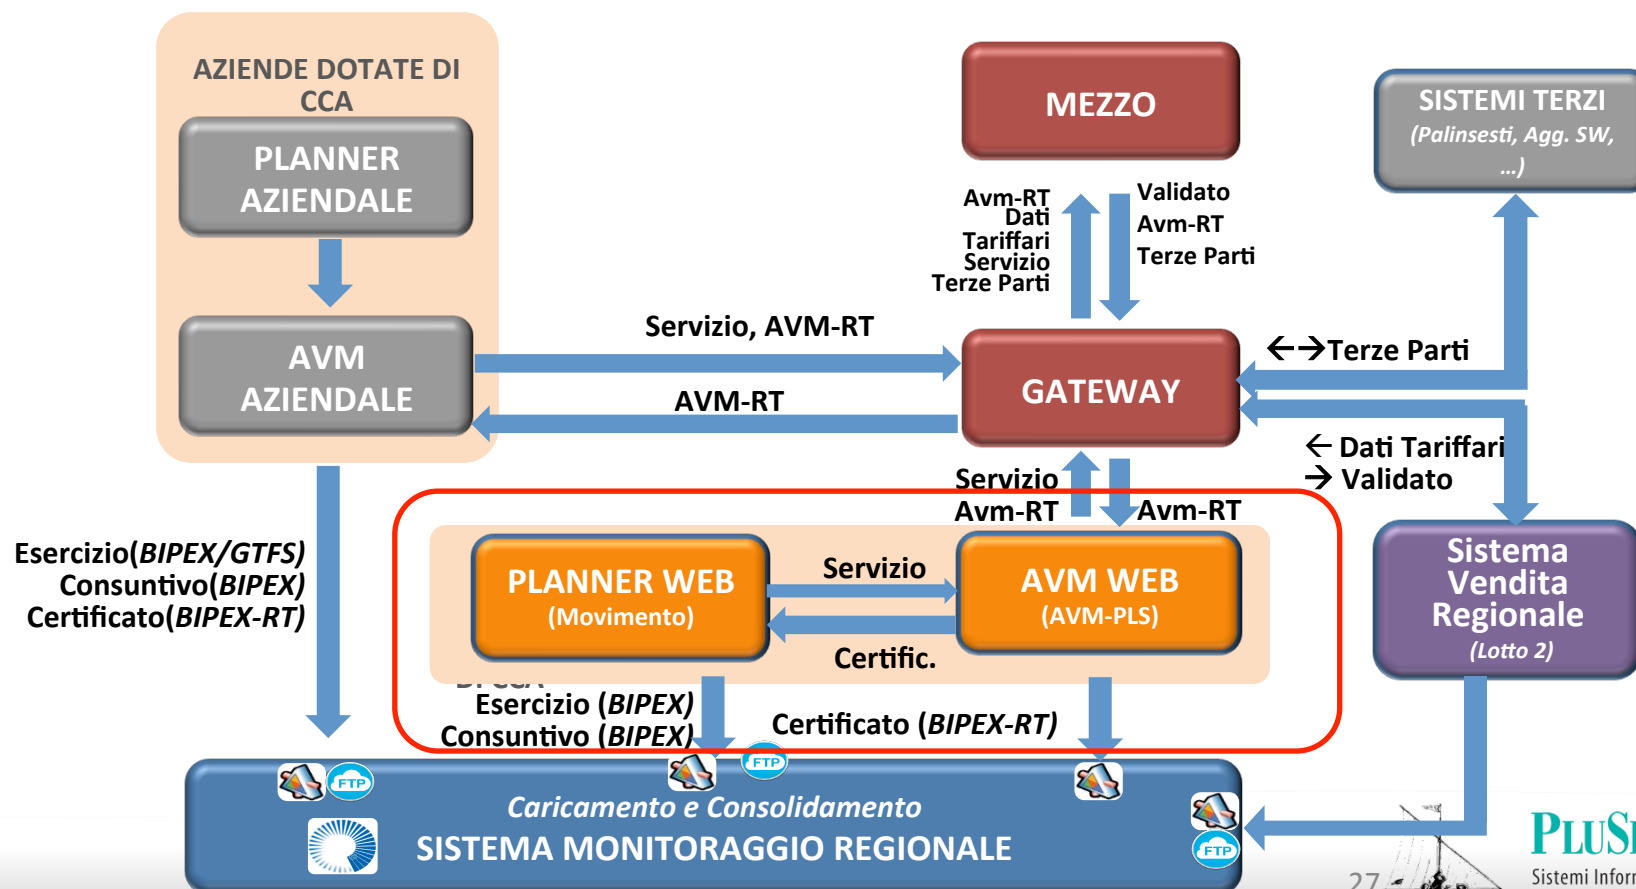 AZIENDE DOTATE DI
CCA
PLANNER
AZIENDALE
AVM
AZIENDALE
MEZZO
SISTEMI TERZI
(Palinsesti, Agg. SW,
...)
Avm-RT
Dati
Tariffari
Servizio
Terze Parti
Validato
Avm-RT
Terze Parti
Servizio, AVM-RT
AVM-RT
GATEWAY
←→Terze Parti
← Dati Tariffari
→ Validato
Servizio
Avm-RT
Avm-RT
Esercizio(BIPEX/GTFS)
Consuntivo(BIPEX)
Certificato(BIPEX-RT)
PLANNER WEB
(Movimento)
Servizio
Certific.
AVM WEB
(AVM-PLS)
Sistema
Vendita
Regionale
(Lotto 2)
DI CCA
Esercizio (BIPEX)
Consuntivo (BIPEX)
Certificato (BIPEX-RT)
FTP
FTP
FTP
Caricamento e Consolidamento
SISTEMA MONITORAGGIO REGIONALE
27
Sistemi